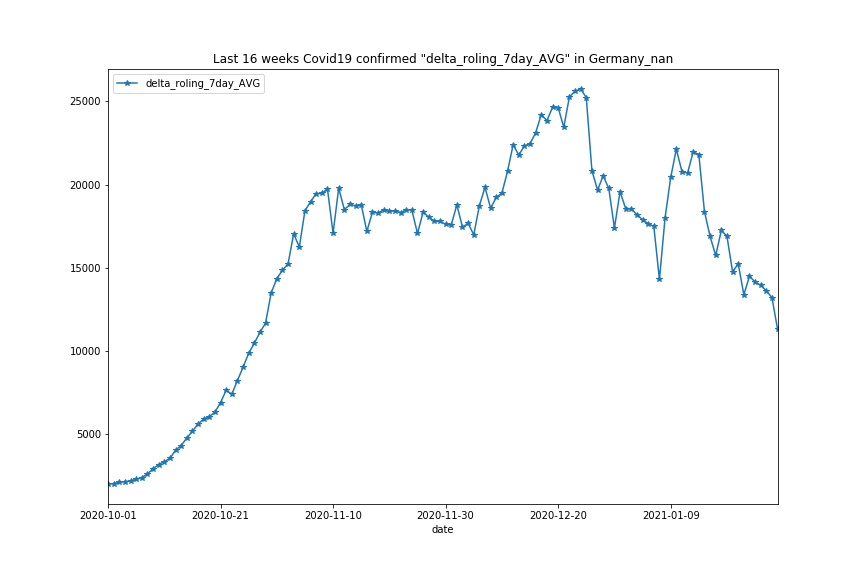 Last 16 weeks Covid19 confirmed "delta_roling_7day_AVG" in Germany_nan
delta_roling_7day_AVG
25000
20000
15000
10000
5000
2020-10-01 2020-10-21 2020-11-10 2020-11-30 2020-12-20 2021-01-09
date